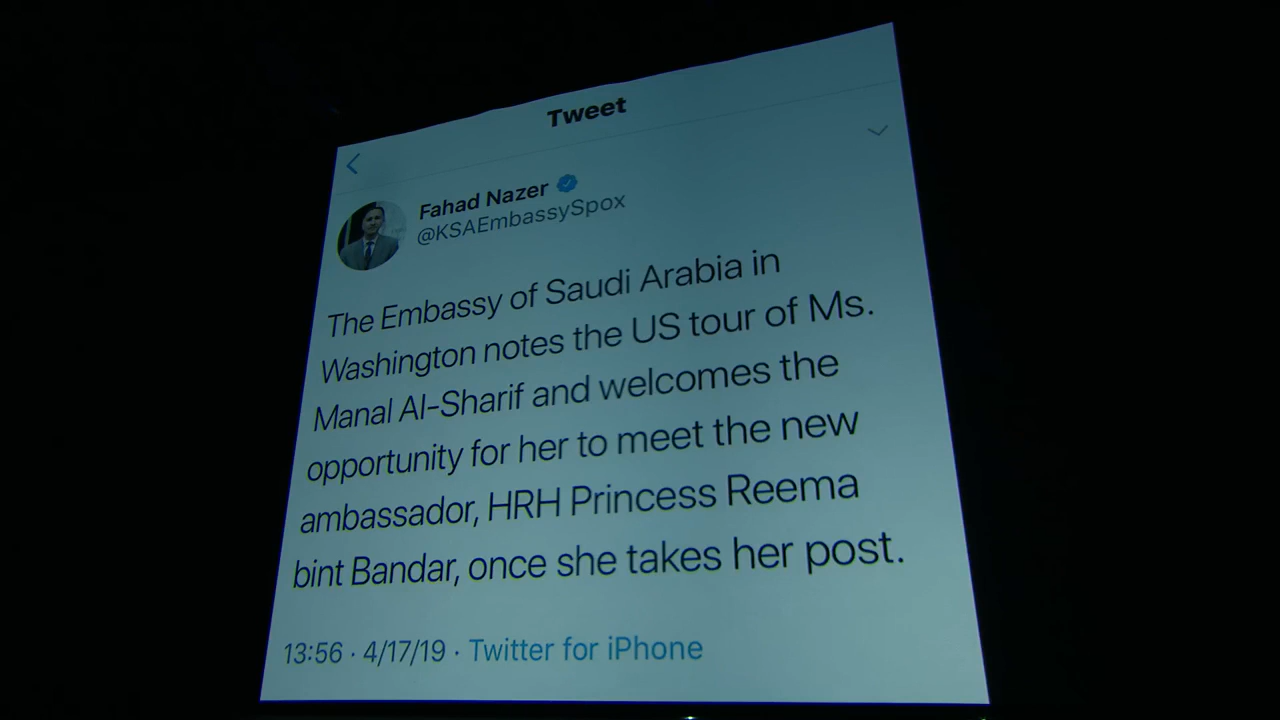 Tweet
Fahad Nazer
@KSAEmbassySpox
The Embassy of Saudi Arabia in
Washington notes the US tour of Ms.
Manal Al-Sharif and welcomes the
opportunity for her to meet the new
ambassador, HRH Princess Reema
bint Bandar, once she takes her post.
13:56 · 4/17/19 · Twitter for iPhone